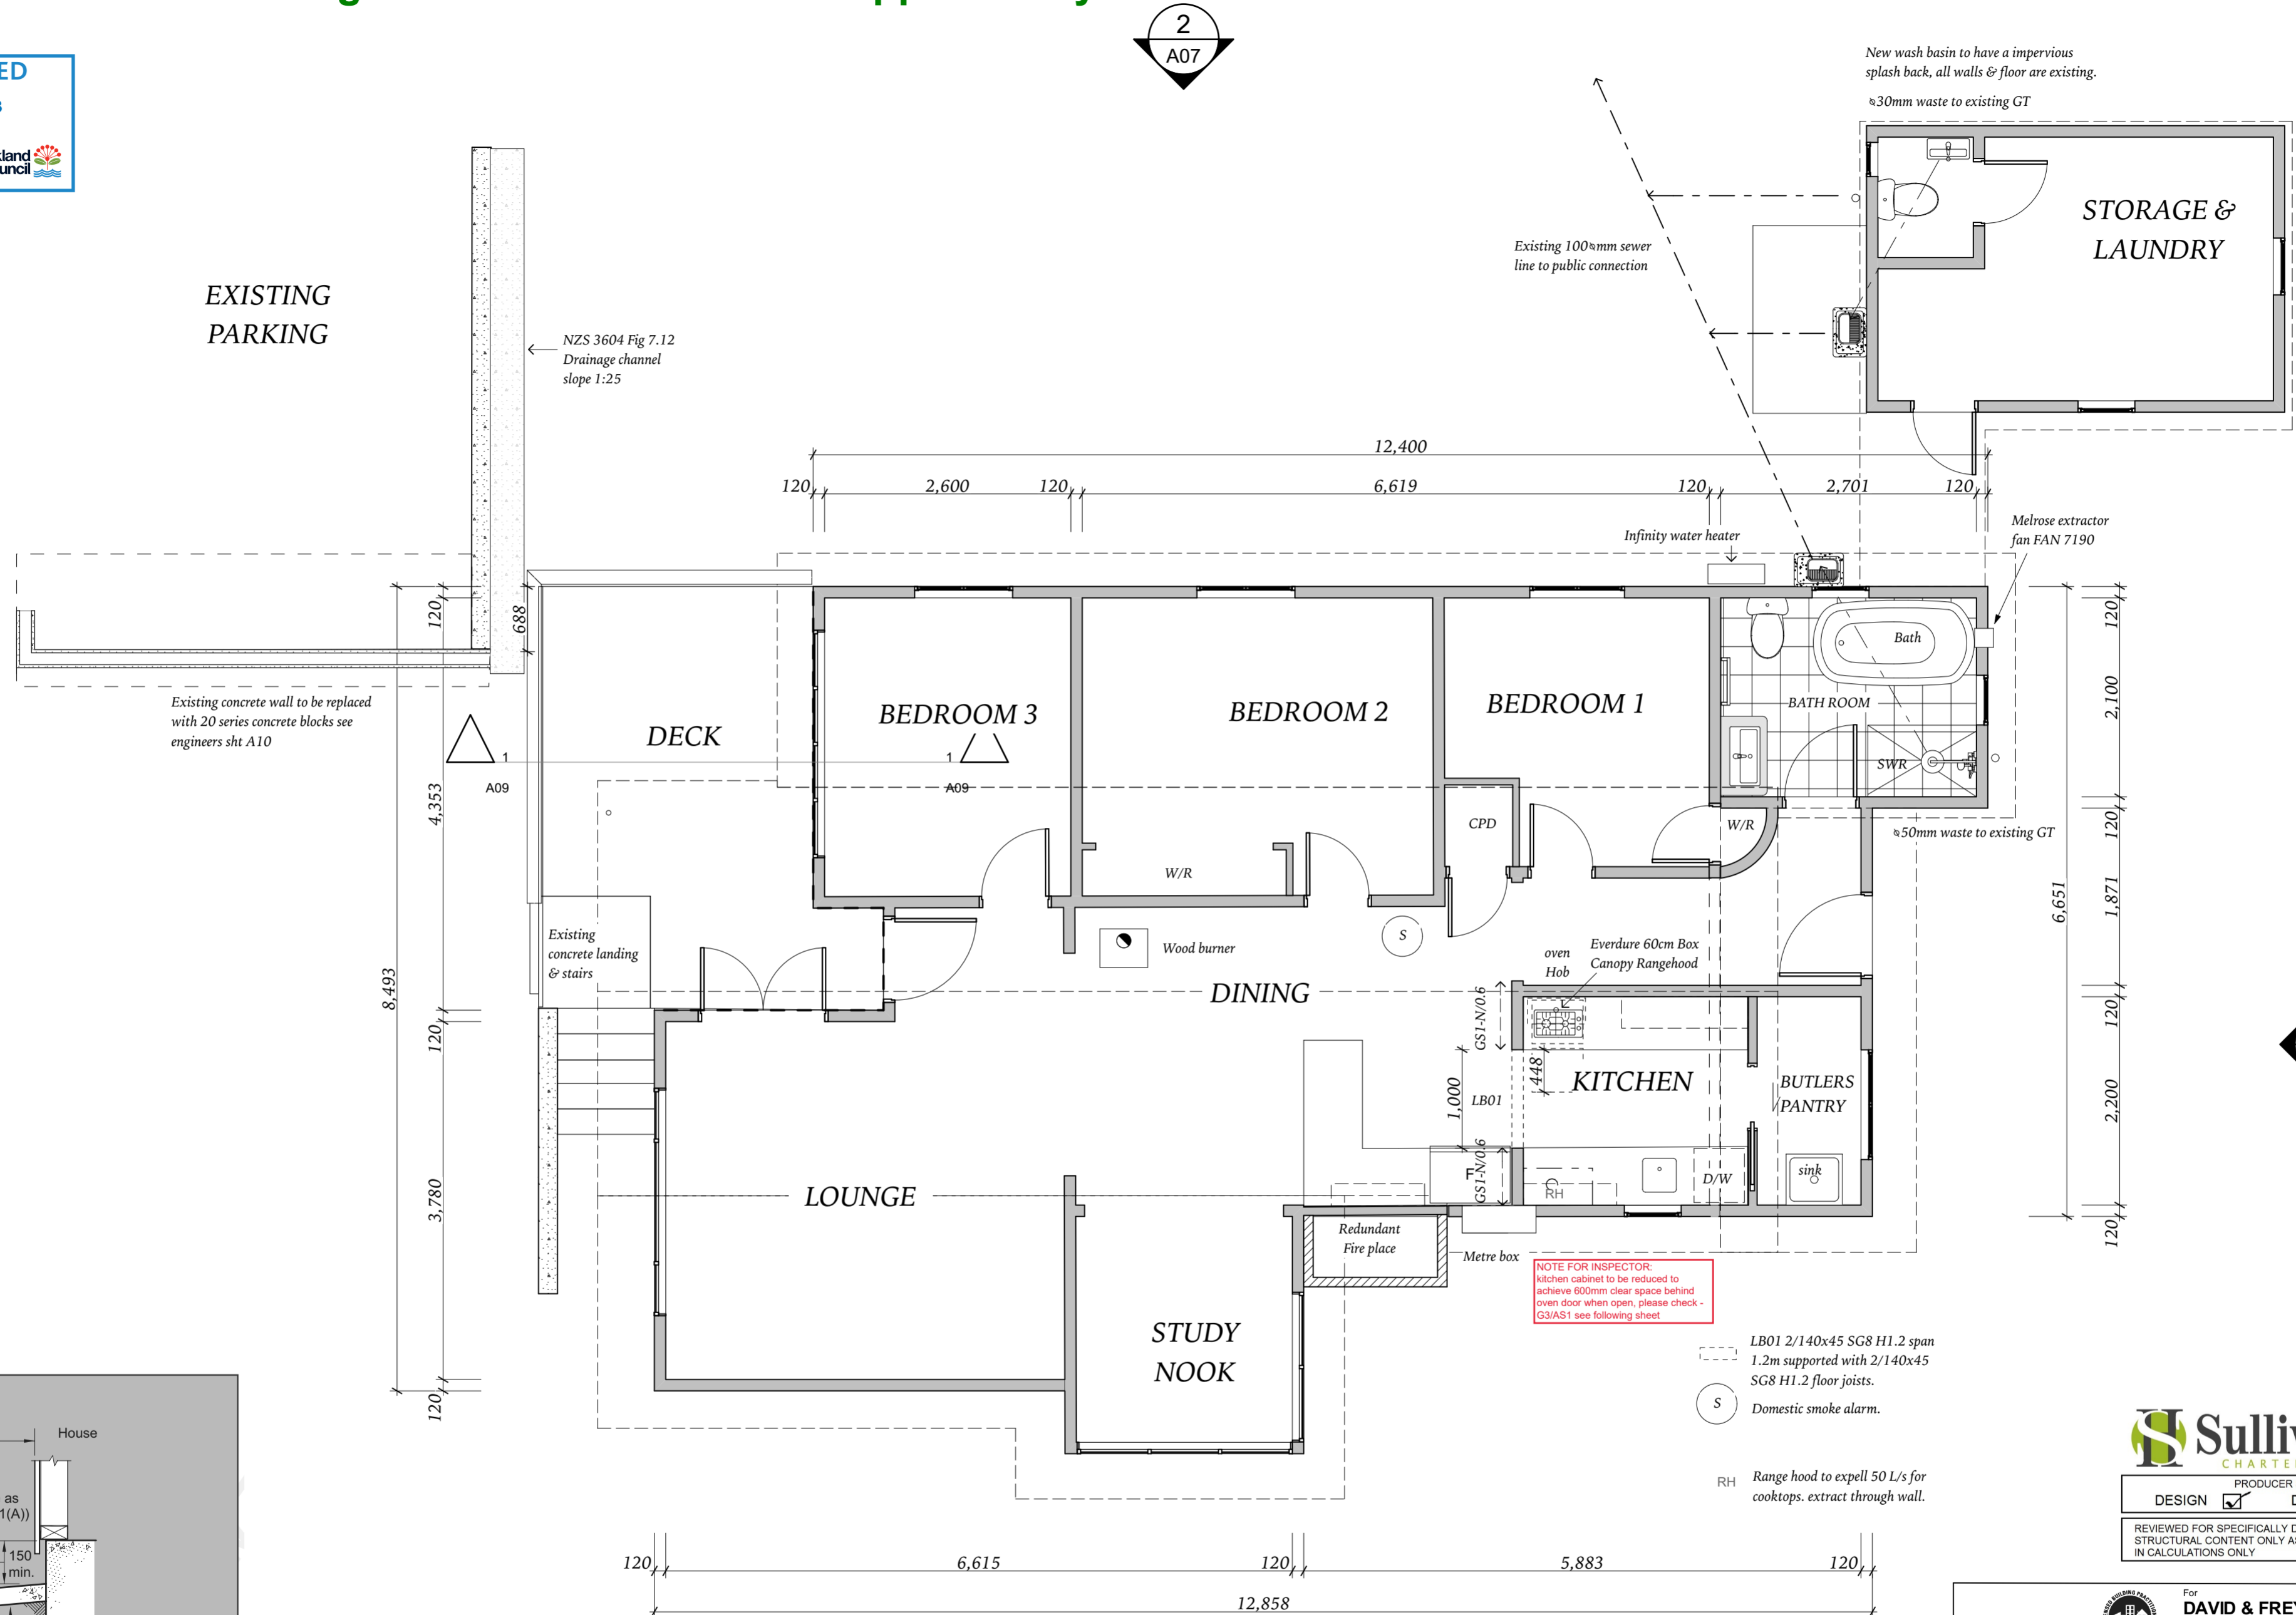 2
A07
New wash basin to have a impervious
splash back, all walls & floor are existing.
⌀30mm waste to existing GT
STORAGE &
LAUNDRY
Existing 100⌀mm sewer
line to public connection
EXISTING
PARKING
NZS 3604 Fig 7.12
Drainage channel
slope 1:25
12,400
120
2,600
120
6,619
120
2,701
120
Infinity water heater
Melrose extractor
fan FAN 7190
Existing concrete wall to be replaced
with 20 series concrete blocks see
engineers sht A10
120
688
4,353
8,493
120
3,780
120
DECK
1
A09
1
A09
BEDROOM 3
BEDROOM 2
BEDROOM 1
Bath
BATH ROOM
SWR
CPD
W/R
W/R
⌀50mm waste to existing GT
120
2,100
120
1,871
6,651
120
2,200
120
Existing
concrete landing
& stairs
Wood burner
S
DINING
oven
Hob
Everdure 60cm Box
Canopy Rangehood
GS1-N/0.6
448
1,000
LB01
KITCHEN
BUTLERS
PANTRY
GS1-N/0.6
F
RH
D/W
sink
LOUNGE
Redundant
Fire place
Metre box
NOTE FOR INSPECTOR:
kitchen cabinet to be reduced to
achieve 600mm clear space behind
oven door when open, please check -
G3/AS1 see following sheet
STUDY
NOOK
LB01 2/140x45 SG8 H1.2 span
1.2m supported with 2/140x45
SG8 H1.2 floor joists.
S
Domestic smoke alarm.
RH
Range hood to expell 50 L/s for
cooktops. extract through wall.
120
6,615
120
5,883
120
12,858
House
as
1(A))
150
min.
CHARTE
PRODUCER
DESIGN
REVIEWED FOR SPECIFICALLY
STRUCTURAL CONTENT ONLY
IN CALCULATIONS ONLY
For
DAVID &